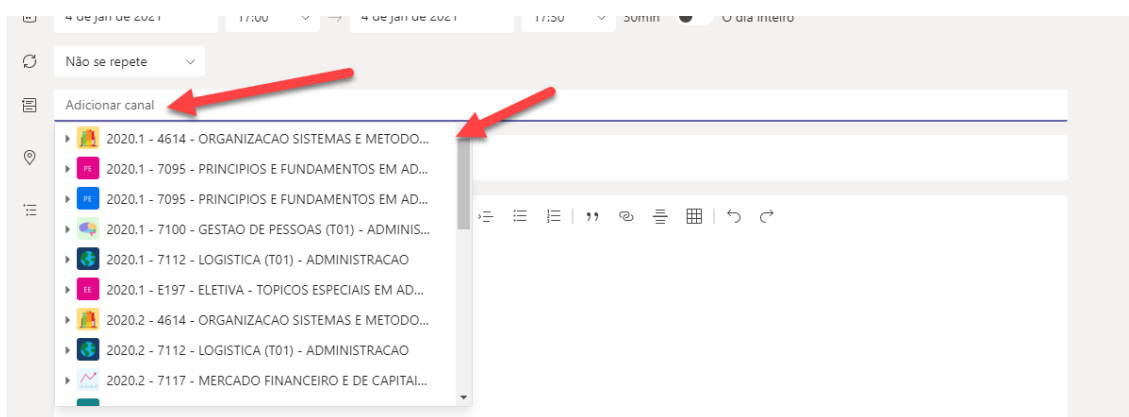 4 de jan de 2021 17:00 → 4 de jan de 2021 17:30 30min O dia inteiro
Não se repete
Adicionar canal
2020.1 - 4614 - ORGANIZACAO SISTEMAS E METODO...
PE 2020.1 - 7095 - PRINCIPIOS E FUNDAMENTOS EM AD...
PE 2020.1 - 7095 - PRINCIPIOS E FUNDAMENTOS EM AD...
2020.1 - 7100 - GESTAO DE PESSOAS (T01) - ADMINIS...
2020.1 - 7112 - LOGISTICA (T01) - ADMINISTRACAO
EE 2020.1 - E197 - ELETIVA - TOPICOS ESPECIAIS EM AD...
2020.2 - 4614 - ORGANIZACAO SISTEMAS E METODO...
2020.2 - 7112 - LOGISTICA (T01) - ADMINISTRACAO
2020.2 - 7117 - MERCADO FINANCEIRO E DE CAPITAI...